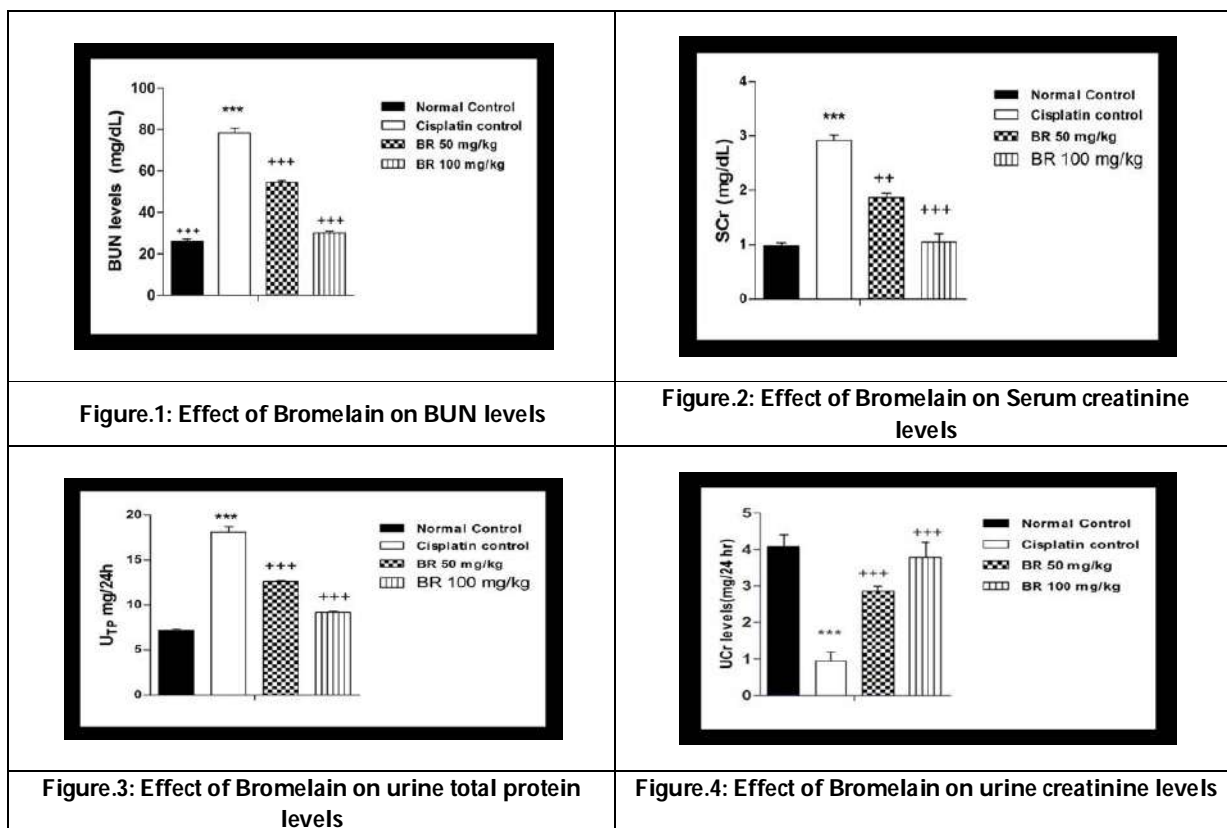 100
80
60
40
20
0
BUN levels (mg/dL)
+++
***
+++
+++
Normal Control
Cisplatin control
BR 50 mg/kg
BR 100 mg/kg
Figure.1: Effect of Bromelain on BUN levels
4
3
2
1
0
SCr (mg/dL)
***
++
+++
Normal Control
Cisplatin control
BR 50 mg/kg
BR 100 mg/kg
Figure.2: Effect of Bromelain on Serum creatinine
levels
20
15
10
5
0
UTP mg/24h
***
+++
+++
Normal Control
Cisplatin control
BR 50 mg/kg
BR 100 mg/kg
Figure.3: Effect of Bromelain on urine total protein
levels
5
4
3
2
1
0
UCr levels(mg/24 hr)
***
+++
+++
Normal Control
Cisplatin control
BR 50 mg/kg
BR 100 mg/kg
Figure.4: Effect of Bromelain on urine creatinine levels